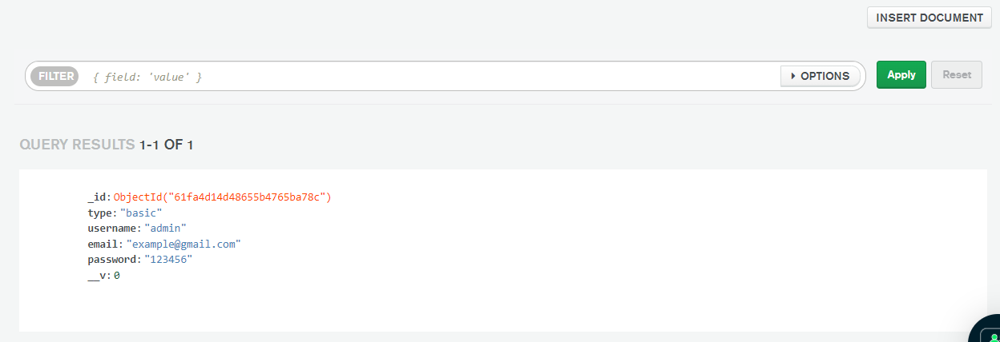 INSERT DOCUMENT
FILTER { field: 'value' } OPTIONS Apply Reset
QUERY RESULTS 1-1 OF 1
_id: ObjectId("61fa4d14d48655b4765ba78c")
type: "basic"
username: "admin"
email: "example@gmail.com"
password: "123456"
__v: 0